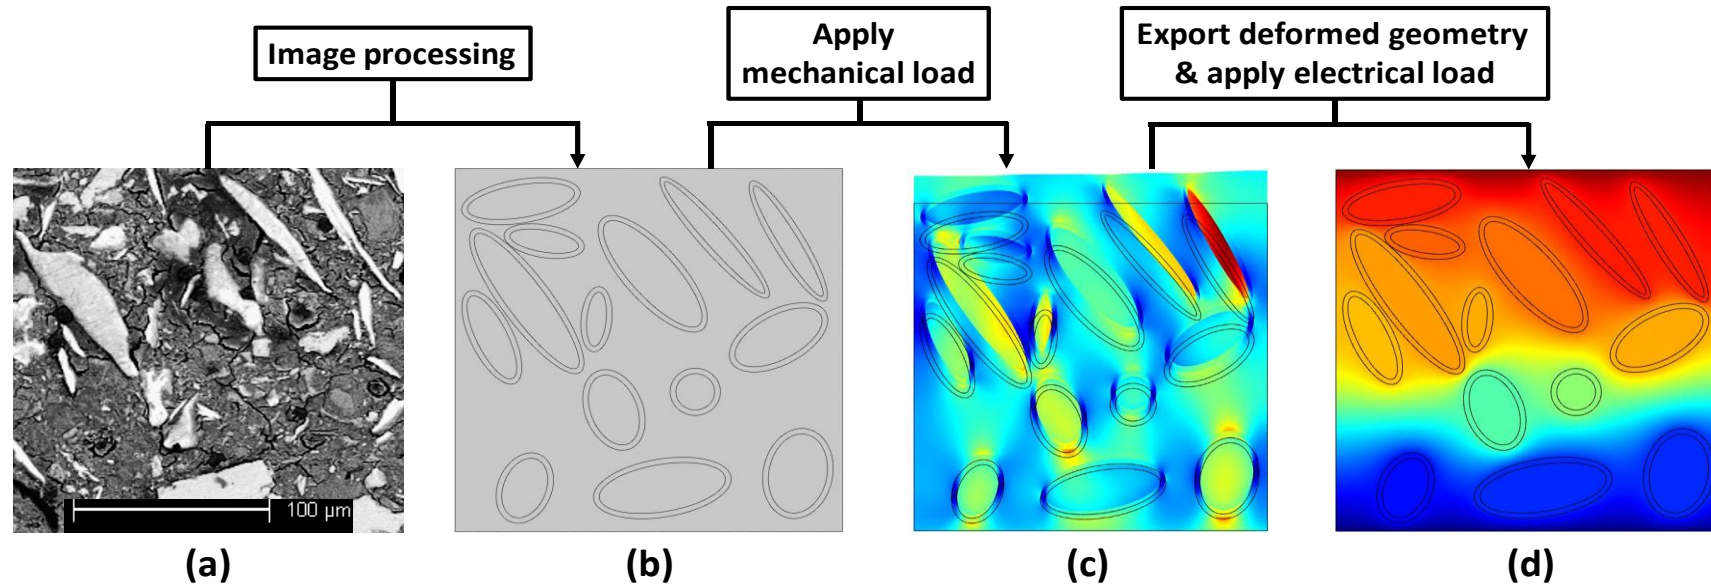 Image processing
Apply
mechanical load
Export deformed geometry
& apply electrical load
100 µm
(a)
(b)
(c)
(d)